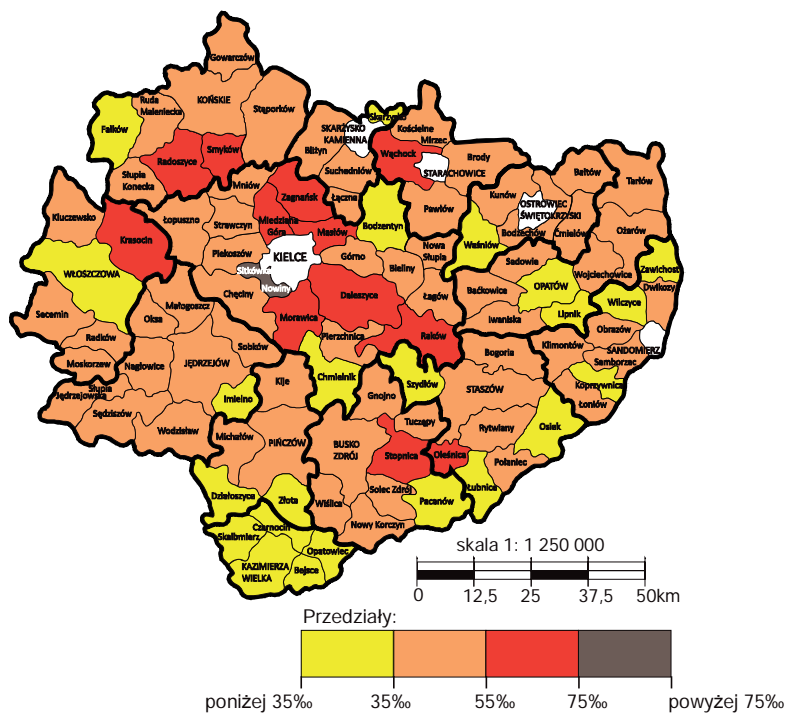 Gowarczów
Ruda
Maleniecka
KOŃSKIE
Stąporków
Fałków
Radoszyce
Smyków
Słupia
Konecka
SKARŻYSKO
KAMIENNA
Skarżysko
Kościelne
Mirzec
Bliżyn
Suchedniów
Wąchock
STARACHOWICE
Brody
Łączna
Mniów
Zagnańsk
Bodzentyn
Pawłów
Kunów
OSTROWIEC
ŚWIĘTOKRZYSKI
Bodzechów
Ćmielów
Bałtów
Tarłów
Ożarów
Kluczewsko
Krasocin
Łopuszno
Strawczyn
Miedziana
Góra
Masłów
WŁOSZCZOWA
Piekoszów
KIELCE
Sitkówka
Nowiny
Górno
Bieliny
Nowa
Słupia
Waśniów
Sadowie
Wojciechowice
Zawichost
OPATÓW
Lipnik
Wilczyce
Dwikozy
Chęciny
Daleszyce
Łagów
Baćkowice
Iwaniska
Obrazów
SANDOMIERZ
Secemin
Oksa
Małogoszcz
Morawica
Pierzchnica
Raków
Klimontów
Samborzec
Radków
Moskorzew
Nagłowice
JĘDRZEJÓW
Sobków
Bogoria
Koprzywnica
Łoniów
Słupia
Jędrzejowska
Sędziszów
Imielno
Kije
Chmielnik
Gnojno
Szydłów
STASZÓW
Osiek
Wodzisław
Michałów
PIŃCZÓW
BUSKO
ZDRÓJ
Tuczępy
Rytwiany
Stopnica
Oleśnica
Połaniec
Łubnice
Działoszyce
Złota
Wiślica
Solec Zdrój
Pacanów
Nowy Korczyn
Czarnocin
Skalbmierz
Opatowiec
KAZIMIERZA
WIELKA
Bejsce
skala 1: 1 250 000
0 12,5 25 37,5 50km
Przedziały:
poniżej 35‰ 35‰ 55‰ 75‰ powyżej 75‰